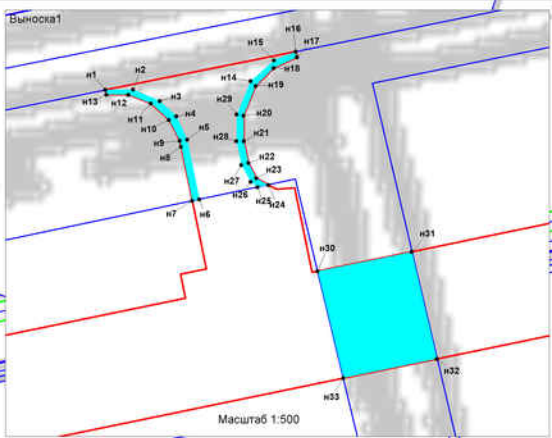 Выноска1
н16
н17
н15
н18
н1
н2
н14
н19
н13
н12
н3
н11
н4
н29
н20
н10
н5
н9
н28
н21
н8
н22
н27
н23
н26
н25
н24
н7
н6
н31
н30
н32
н33
Масштаб 1:500